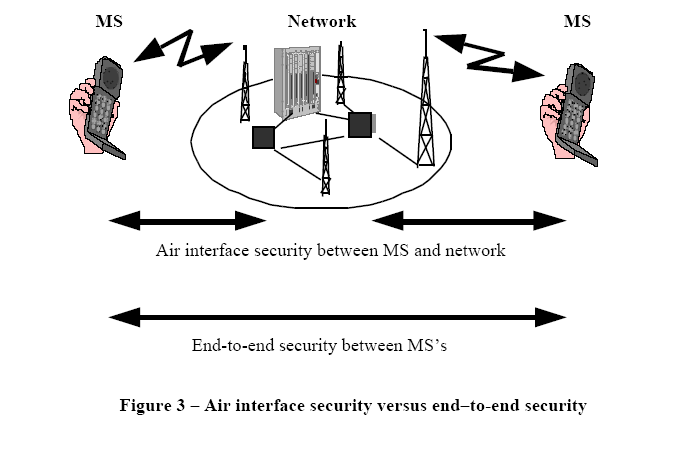 MS Network MS
Air interface security between MS and network
End-to-end security between MS’s
Figure 3 – Air interface security versus end–to-end security